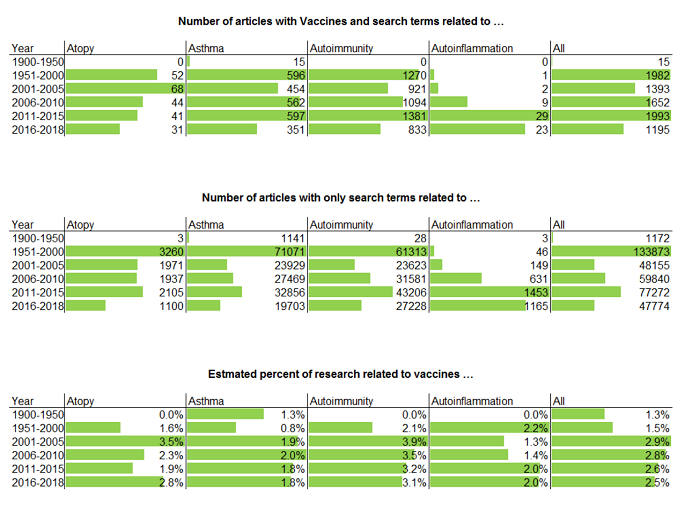 Number of articles with Vaccines and search terms related to ...
Year Atopy Asthma Autoimmunity Autoinflammation All
1900-1950 0 15 0 0 15
1951-2000 52 596 1270 1 1982
2001-2005 68 454 921 2 1393
2006-2010 44 562 1094 9 1652
2011-2015 41 597 1381 29 1993
2016-2018 31 351 833 23 1195
Number of articles with only search terms related to ...
Year Atopy Asthma Autoimmunity Autoinflammation All
1900-1950 3 1141 28 3 1172
1951-2000 3260 71071 61313 46 133873
2001-2005 1971 23929 23623 149 48155
2006-2010 1937 27469 31581 631 59840
2011-2015 2105 32856 43206 1453 77272
2016-2018 1100 19703 27228 1165 47774
Estmated percent of research related to vaccines ...
Year Atopy Asthma Autoimmunity Autoinflammation All
1900-1950 0.0% 1.3% 0.0% 0.0% 1.3%
1951-2000 1.6% 0.8% 2.1% 2.2% 1.5%
2001-2005 3.5% 1.9% 3.9% 1.3% 2.9%
2006-2010 2.3% 2.0% 3.5% 1.4% 2.8%
2011-2015 1.9% 1.8% 3.2% 2.0% 2.6%
2016-2018 2.8% 1.8% 3.1% 2.0% 2.5%